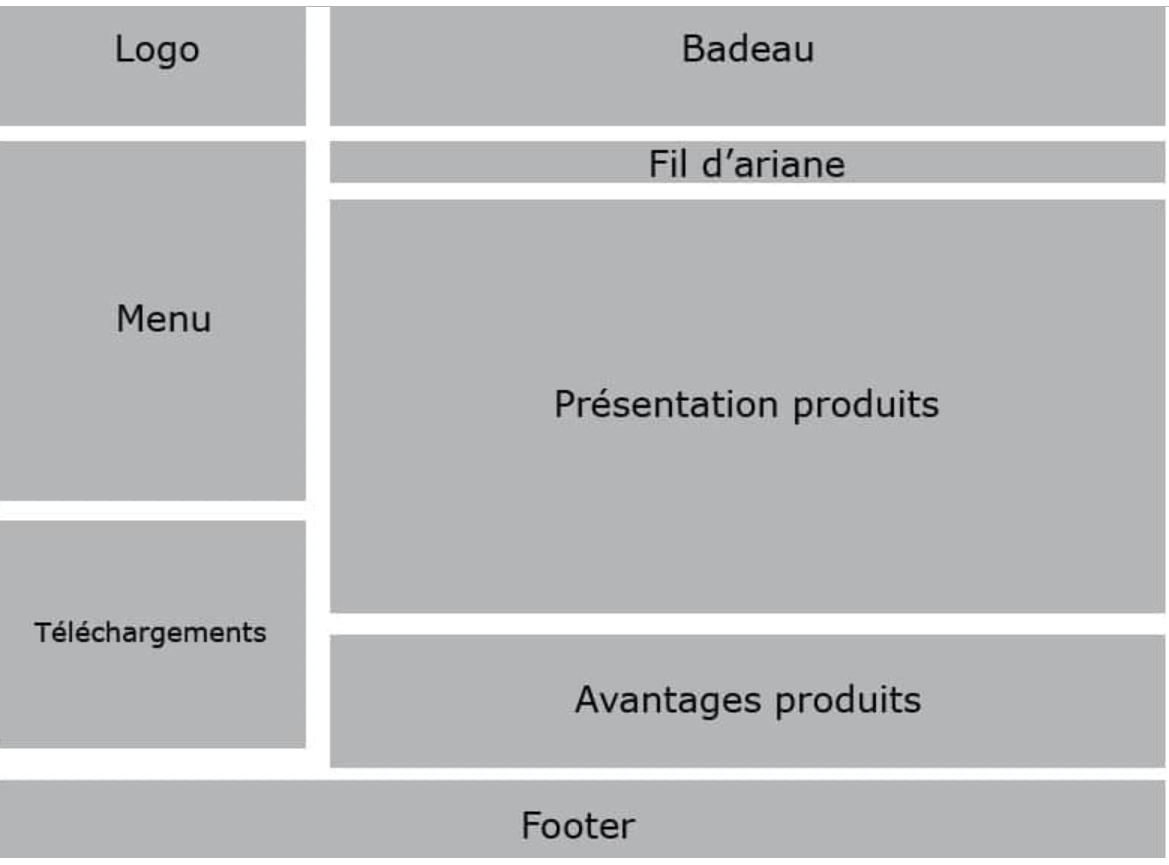 Logo
Badeau
Fil d’ariane
Menu
Présentation produits
Téléchargements
Avantages produits
Footer